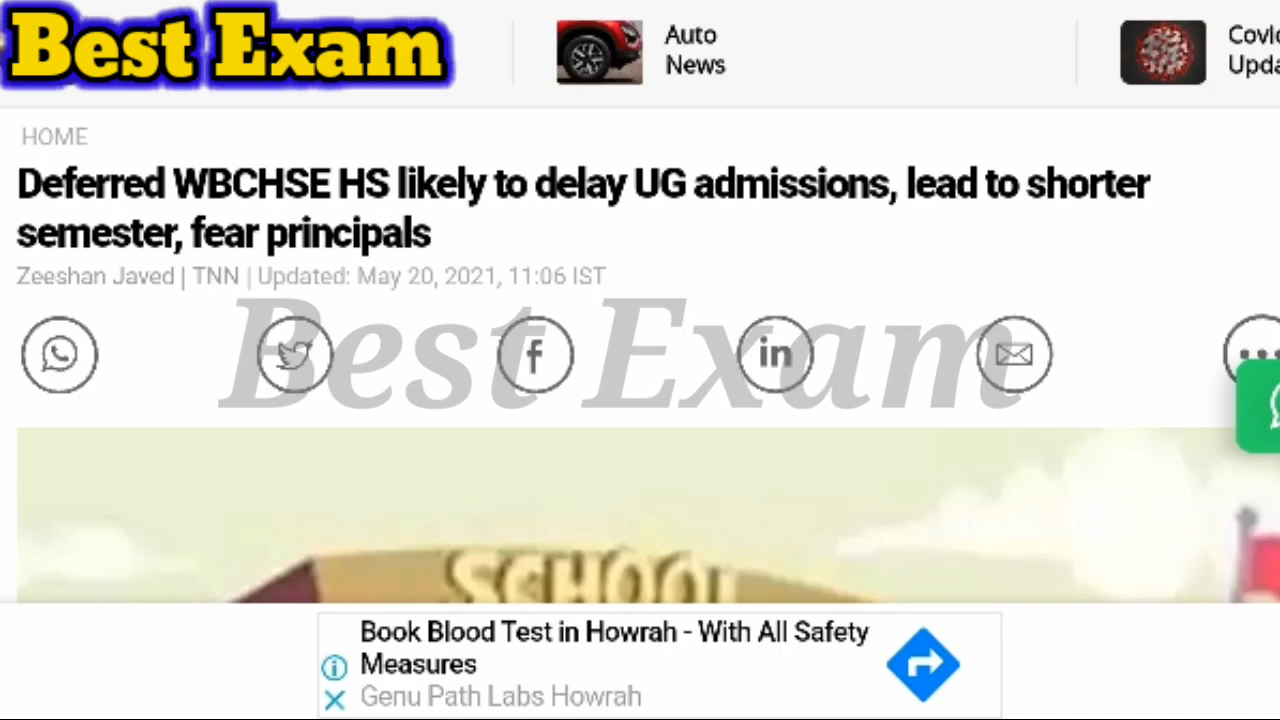 Best Exam
Auto
News
HOME
Deferred WBCHSE HS likely to delay UG admissions, lead to shorter
semester, fear principals
Zeeshan Javed | TNN | Updated: May 20, 2021, 11:06 IST
Best Exam
SCHOOL
Book Blood Test in Howrah - With All Safety
Measures
Genu Path Labs Howrah